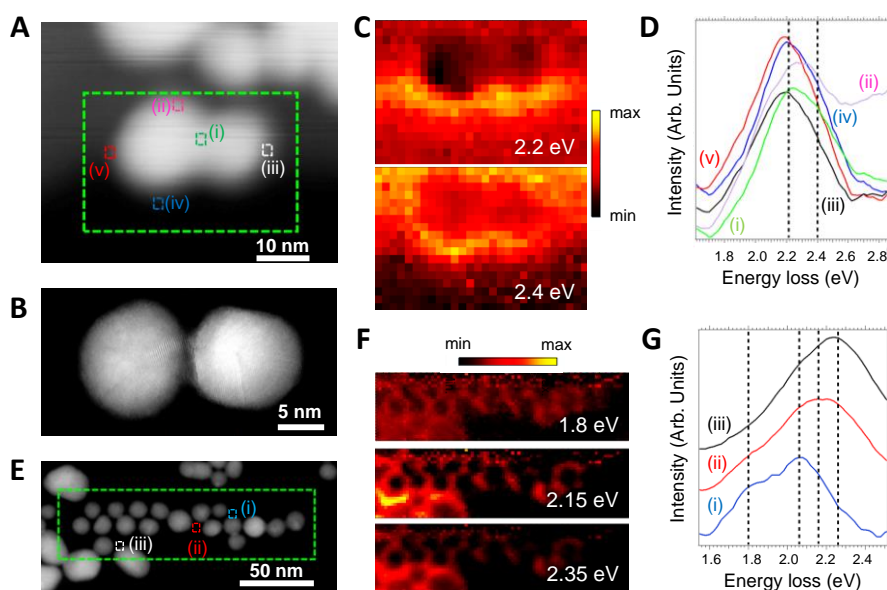 A
(ii)
(i)
(v)
(iii)
(iv)
10 nm
B
5 nm
E
(i)
(iii)
(ii)
50 nm
C
2.2 eV
2.4 eV
max
min
F
min
max
1.8 eV
2.15 eV
2.35 eV
D
Intensity (Arb. Units)
(ii)
(iv)
(v)
(iii)
(i)
1.8 2.0 2.2 2.4 2.6 2.8
Energy loss (eV)
G
Intensity (Arb. Units)
(iii)
(ii)
(i)
1.6 1.8 2.0 2.2 2.4
Energy loss (eV)